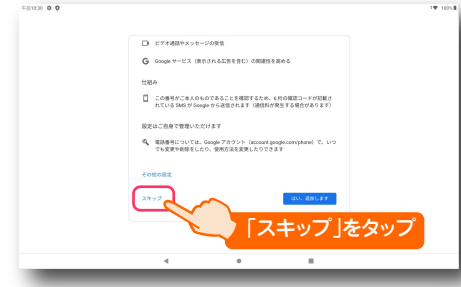 午前10:30
100%
ビデオ通話やメッセージの受信
Google サービス（表示される広告を含む）の関連性を高める
仕組み
この番号がご本人のものであることを確認するため、6 桁の確認コードが記載さ
れている SMS が Google から送信されます（通信料が発生する場合があります）
設定はご自身で管理いただけます
電話番号については、Google アカウント（account.google.com/phone）で、いつ
でも変更や削除をしたり、使用方法を変更したりできます
その他の設定
スキップ
はい、追加します
「スキップ」をタップ